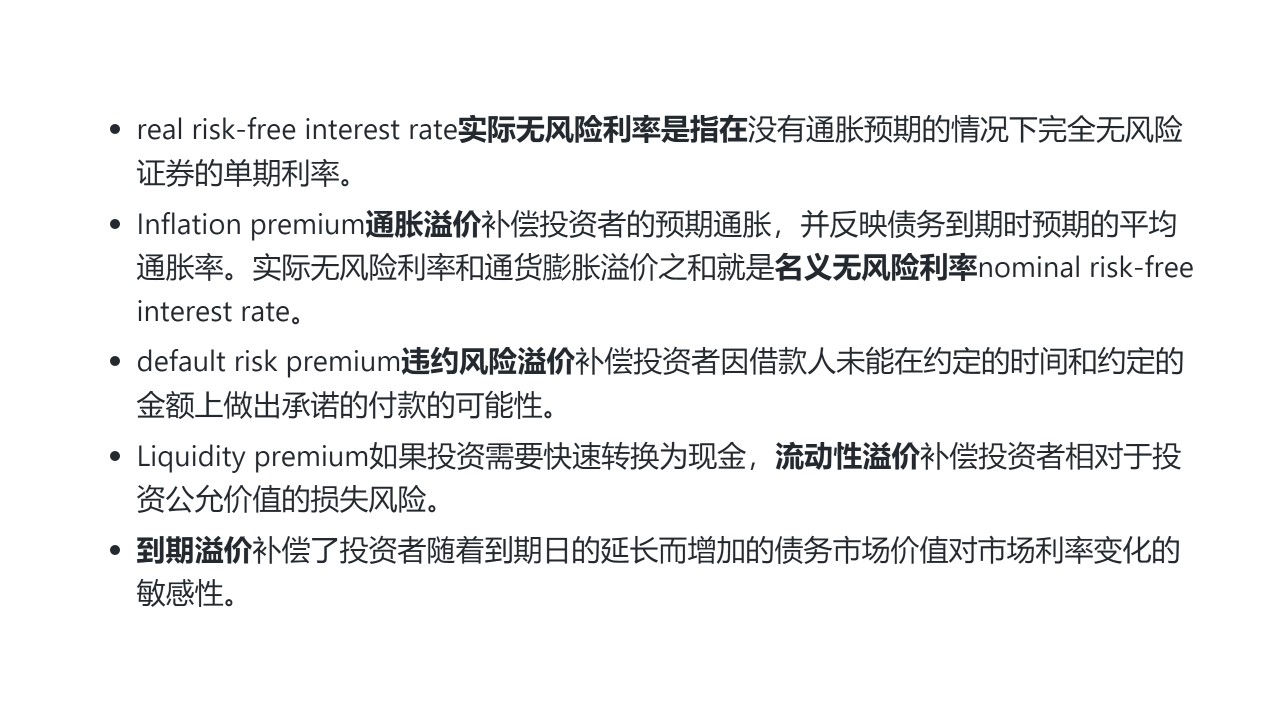 • real risk-free interest rate实际无风险利率是指在没有通胀预期的情况下完全无风险
证券的单期利率。
• Inflation premium通胀溢价补偿投资者的预期通胀，并反映债务到期时预期的平均
通胀率。实际无风险利率和通货膨胀溢价之和就是名义无风险利率nominal risk-free
interest rate。
• default risk premium违约风险溢价补偿投资者因借款人未能在约定的时间和约定的
金额上做出承诺的付款的可能性。
• Liquidity premium如果投资需要快速转换为现金，流动性溢价补偿投资者相对于投
资公允价值的损失风险。
• 到期溢价补偿了投资者随着到期日的延长而增加的债务市场价值对市场利率变化的
敏感性。